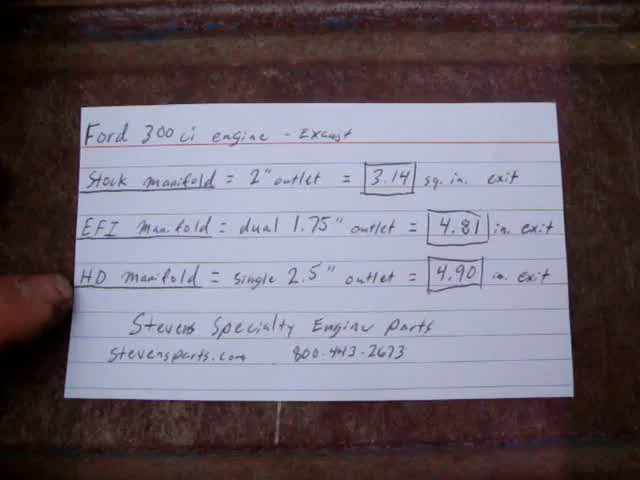 Ford 300 ci engine - Exaust
Stock manifold = 2" outlet = 3.14 sq. in. exit
EFI Manifold = dual 1.75" outlet = 4.81 in. exit
HD manifold = single 2.5" outlet = 4.90 in. exit
Stevens Specialty Engine Parts
stevensparts.com 800-443-2673